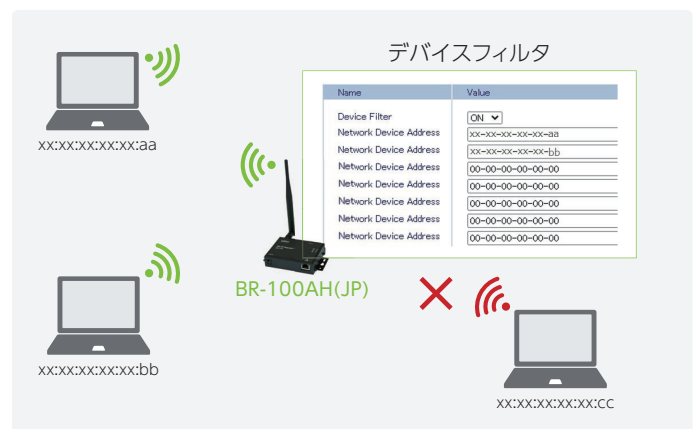 デバイスフィルタ
Name Value
Device Filter ON
Network Device Address xx-xx-xx-xx-xx-aa
Network Device Address xx-xx-xx-xx-xx-bb
Network Device Address 00-00-00-00-00-00
Network Device Address 00-00-00-00-00-00
Network Device Address 00-00-00-00-00-00
Network Device Address 00-00-00-00-00-00
Network Device Address 00-00-00-00-00-00
xx:xx:xx:xx:xx:aa
BR-100AH(JP)
xx:xx:xx:xx:xx:bb
xx:xx:xx:xx:xx:cc